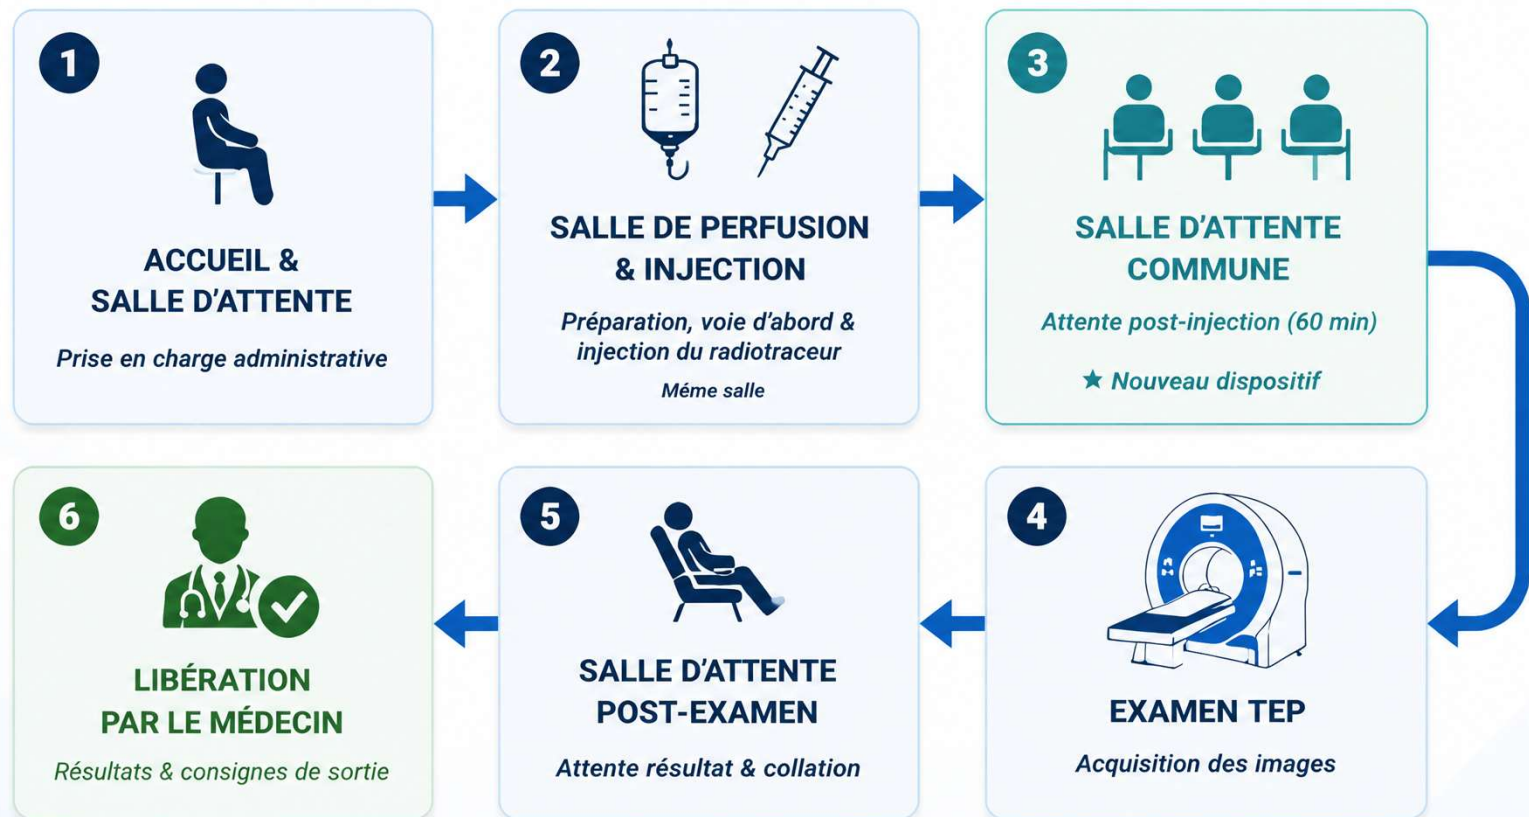 1
ACCUEIL &
SALLE D'ATTENTE
Prise en charge administrative
2
SALLE DE PERFUSION
& INJECTION
Préparation, voie d'abord &
injection du radiotraceur
Méme salle
3
SALLE D'ATTENTE
COMMUNE
Attente post-injection (60 min)
★ Nouveau dispositif
4
EXAMEN TEP
Acquisition des images
5
SALLE D'ATTENTE
POST-EXAMEN
Attente résultat & collation
6
LIBÉRATION
PAR LE MÉDECIN
Résultats & consignes de sortie